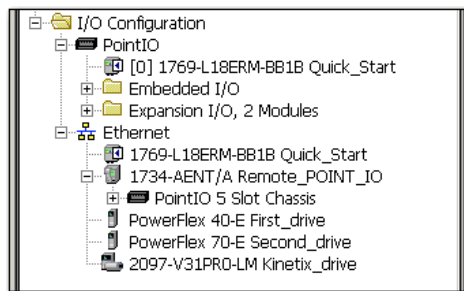 I/O Configuration
PointIO
[0] 1769-L18ERM-BB1B Quick_Start
Embedded I/O
Expansion I/O, 2 Modules
Ethernet
1769-L18ERM-BB1B Quick_Start
1734-AENT/A Remote_POINT_IO
PointIO 5 Slot Chassis
PowerFlex 40-E First_drive
PowerFlex 70-E Second_drive
2097-V31PR0-LM Kinetix_drive